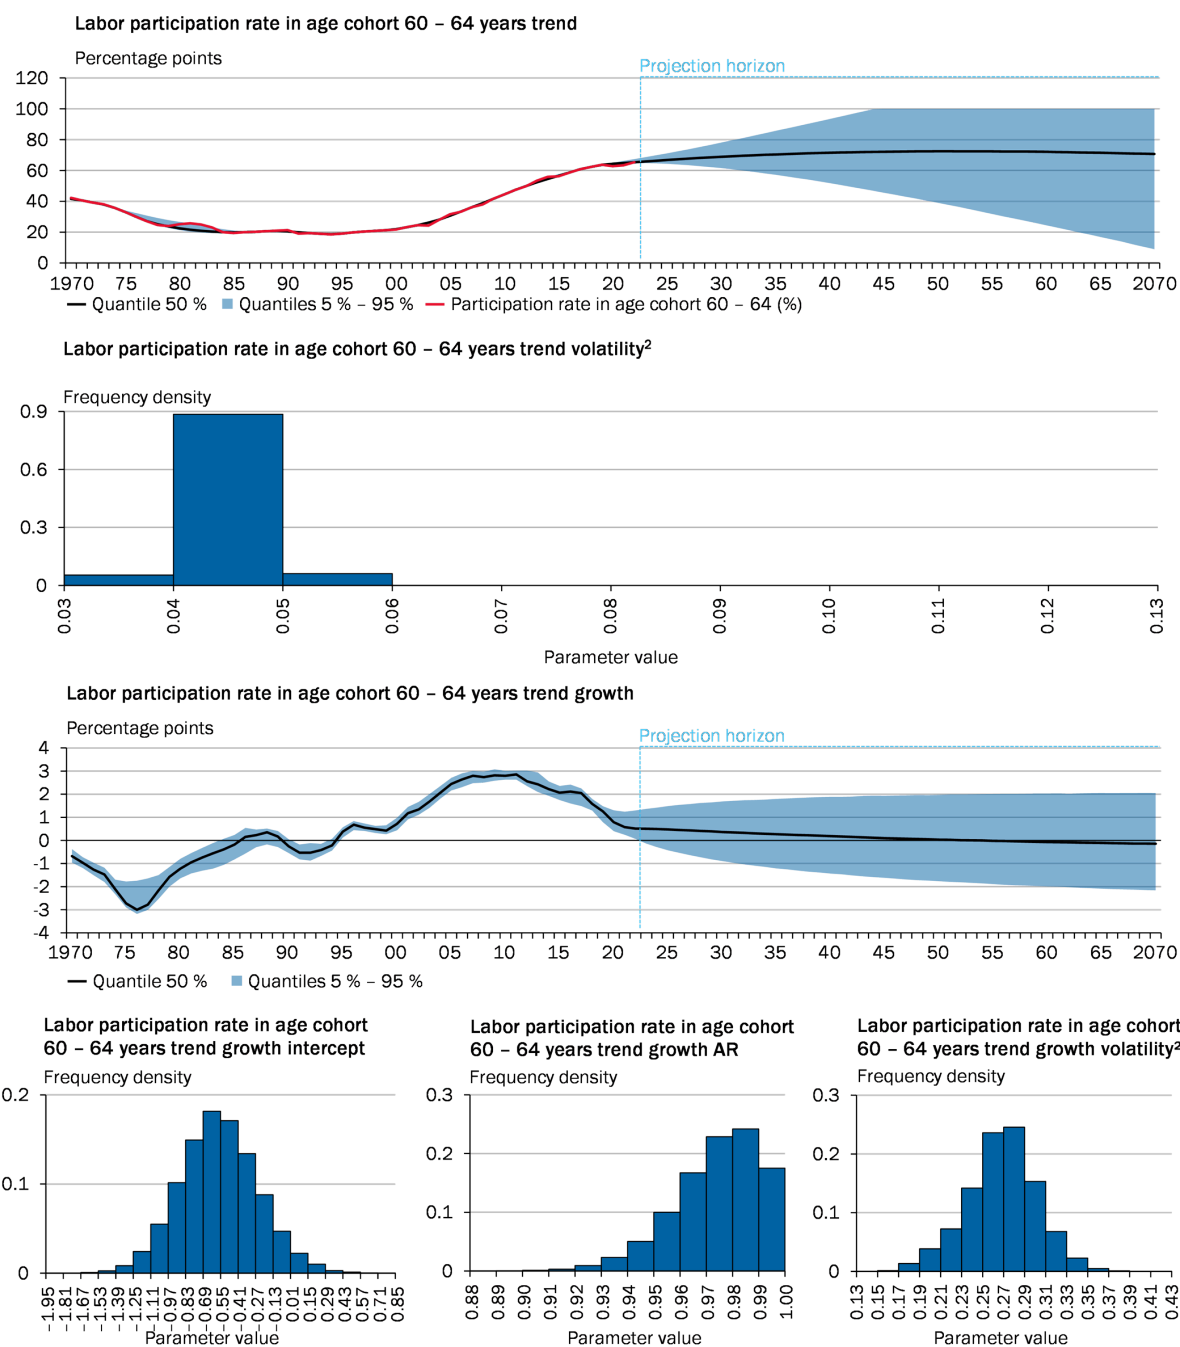 Labor participation rate in age cohort 60 – 64 years trend
Percentage points
Projection horizon
120
100
80
60
40
20
0
1970 75 80 85 90 95 00 05 10 15 20 25 30 35 40 45 50 55 60 65 2070
Quantile 50 % Quantiles 5 % – 95 % Participation rate in age cohort 60 – 64 (%)
Labor participation rate in age cohort 60 – 64 years trend volatility²
Frequency density
0.9
0.6
0.3
0
0.03 0.04 0.05 0.06 0.07 0.08 0.09 0.10 0.11 0.12 0.13
Parameter value
Labor participation rate in age cohort 60 – 64 years trend growth
Percentage points
Projection horizon
4
3
2
1
0
-1
-2
-3
-4
1970 75 80 85 90 95 00 05 10 15 20 25 30 35 40 45 50 55 60 65 2070
Quantile 50 % Quantiles 5 % – 95 %
Labor participation rate in age cohort
60 – 64 years trend growth intercept
Frequency density
0.2
0.1
0
−1.95 −1.81 −1.67 −1.53 −1.39 −1.25 −1.11 −0.97 −0.83 −0.69 −0.55 −0.41 −0.27 −0.13 0.01 0.15 0.29 0.43 0.57 0.71 0.85
Parameter value
Labor participation rate in age cohort
60 – 64 years trend growth AR
Frequency density
0.3
0.2
0.1
0
0.88 0.89 0.90 0.91 0.92 0.93 0.94 0.95 0.96 0.97 0.98 0.99 1.00
Parameter value
Labor participation rate in age cohort
60 – 64 years trend growth volatility²
Frequency density
0.3
0.2
0.1
0
0.13 0.15 0.17 0.19 0.21 0.23 0.25 0.27 0.29 0.31 0.33 0.35 0.37 0.39 0.41 0.43
Parameter value